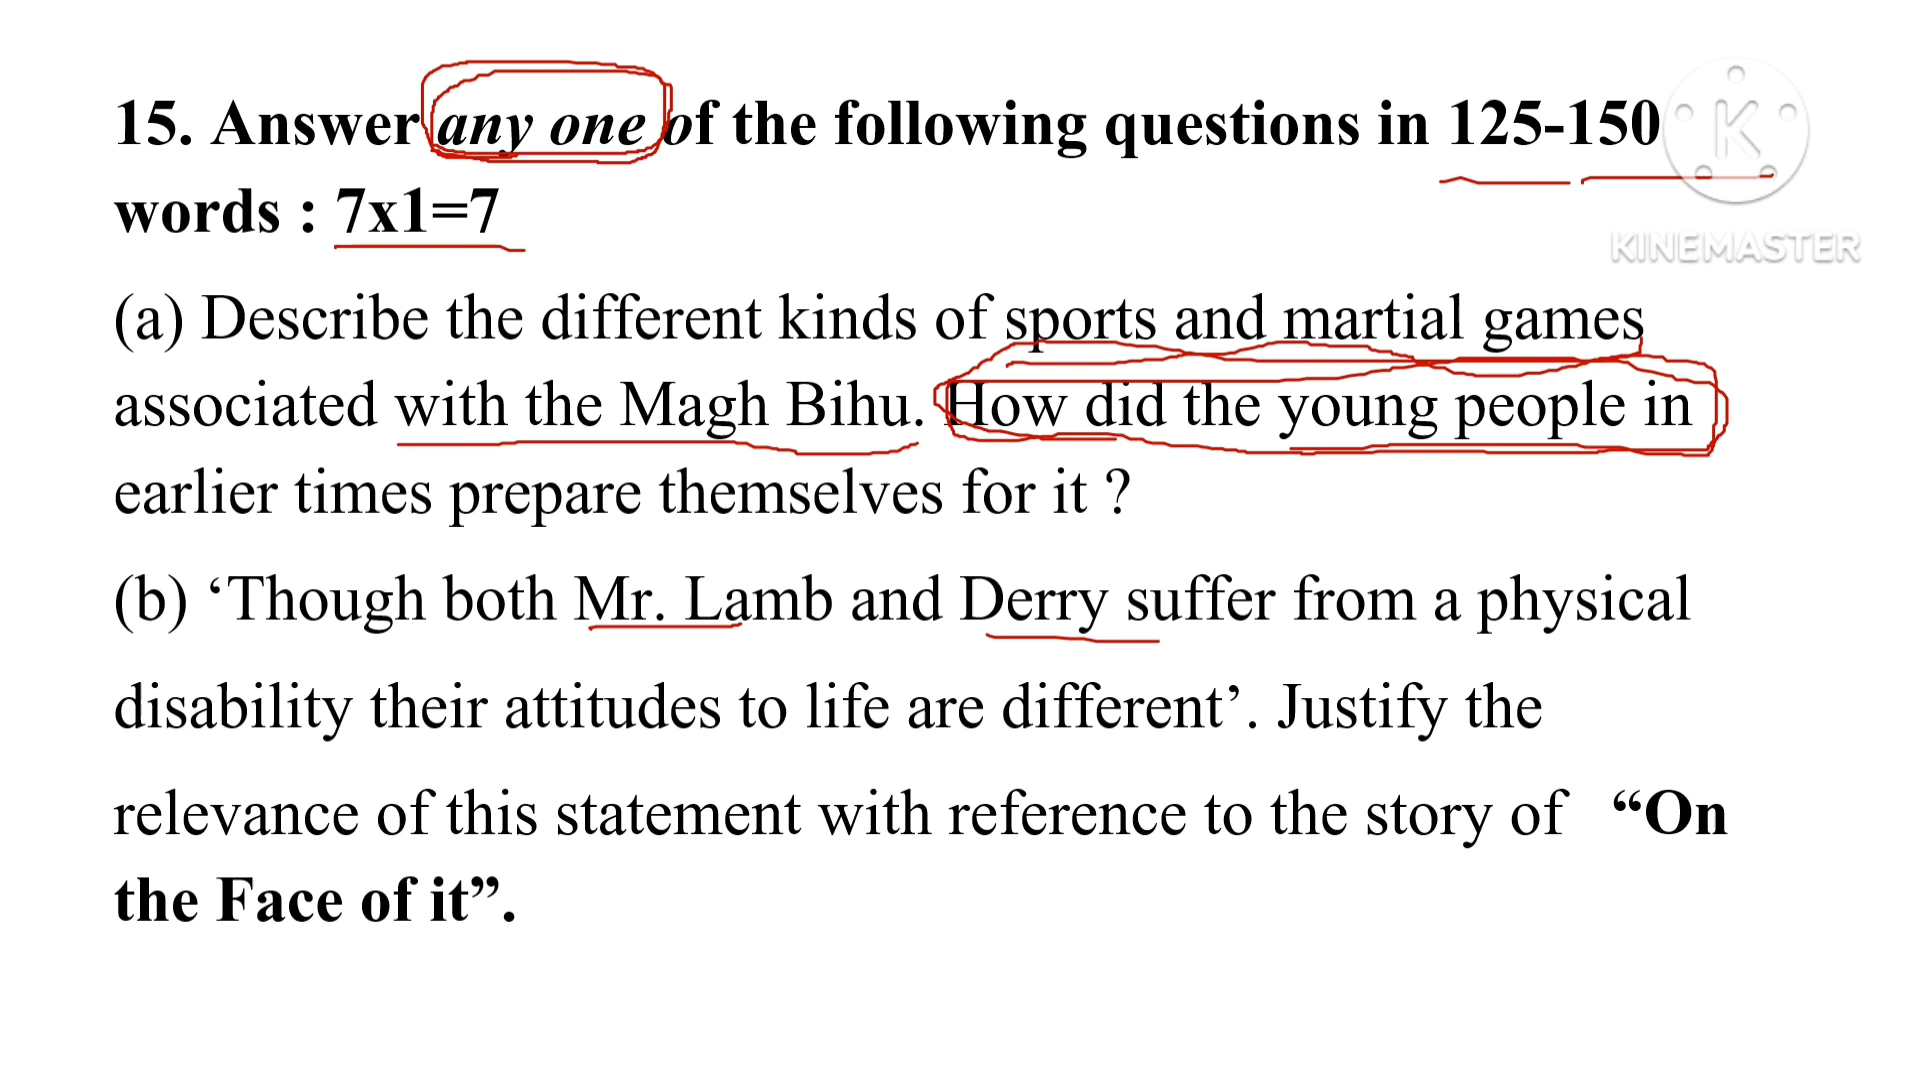 15. Answer any one of the following questions in 125-150
words : 7x1=7
(a) Describe the different kinds of sports and martial games
associated with the Magh Bihu. How did the young people in
earlier times prepare themselves for it ?
(b) ‘Though both Mr. Lamb and Derry suffer from a physical
disability their attitudes to life are different’. Justify the
relevance of this statement with reference to the story of “On
the Face of it”.
K
KINEMASTER